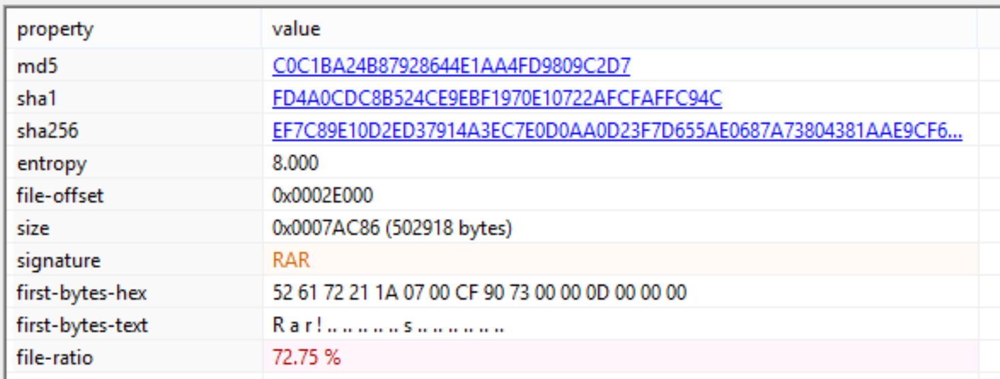 property value
md5 C0C1BA24B87928644E1AA4FD9809C2D7
sha1 FD4A0CDC8B524CE9EBF1970E10722AFCFAFFC94C
sha256 EF7C89E10D2ED37914A3EC7E0D0AA0D23F7D655AE0687A73804381AAE9CF6...
entropy 8.000
file-offset 0x0002E000
size 0x0007AC86 (502918 bytes)
signature RAR
first-bytes-hex 52 61 72 21 1A 07 00 CF 90 73 00 00 0D 00 00 00
first-bytes-text R a r ! .. .. .. .. .. s .. .. .. .. .. ..
file-ratio 72.75 %